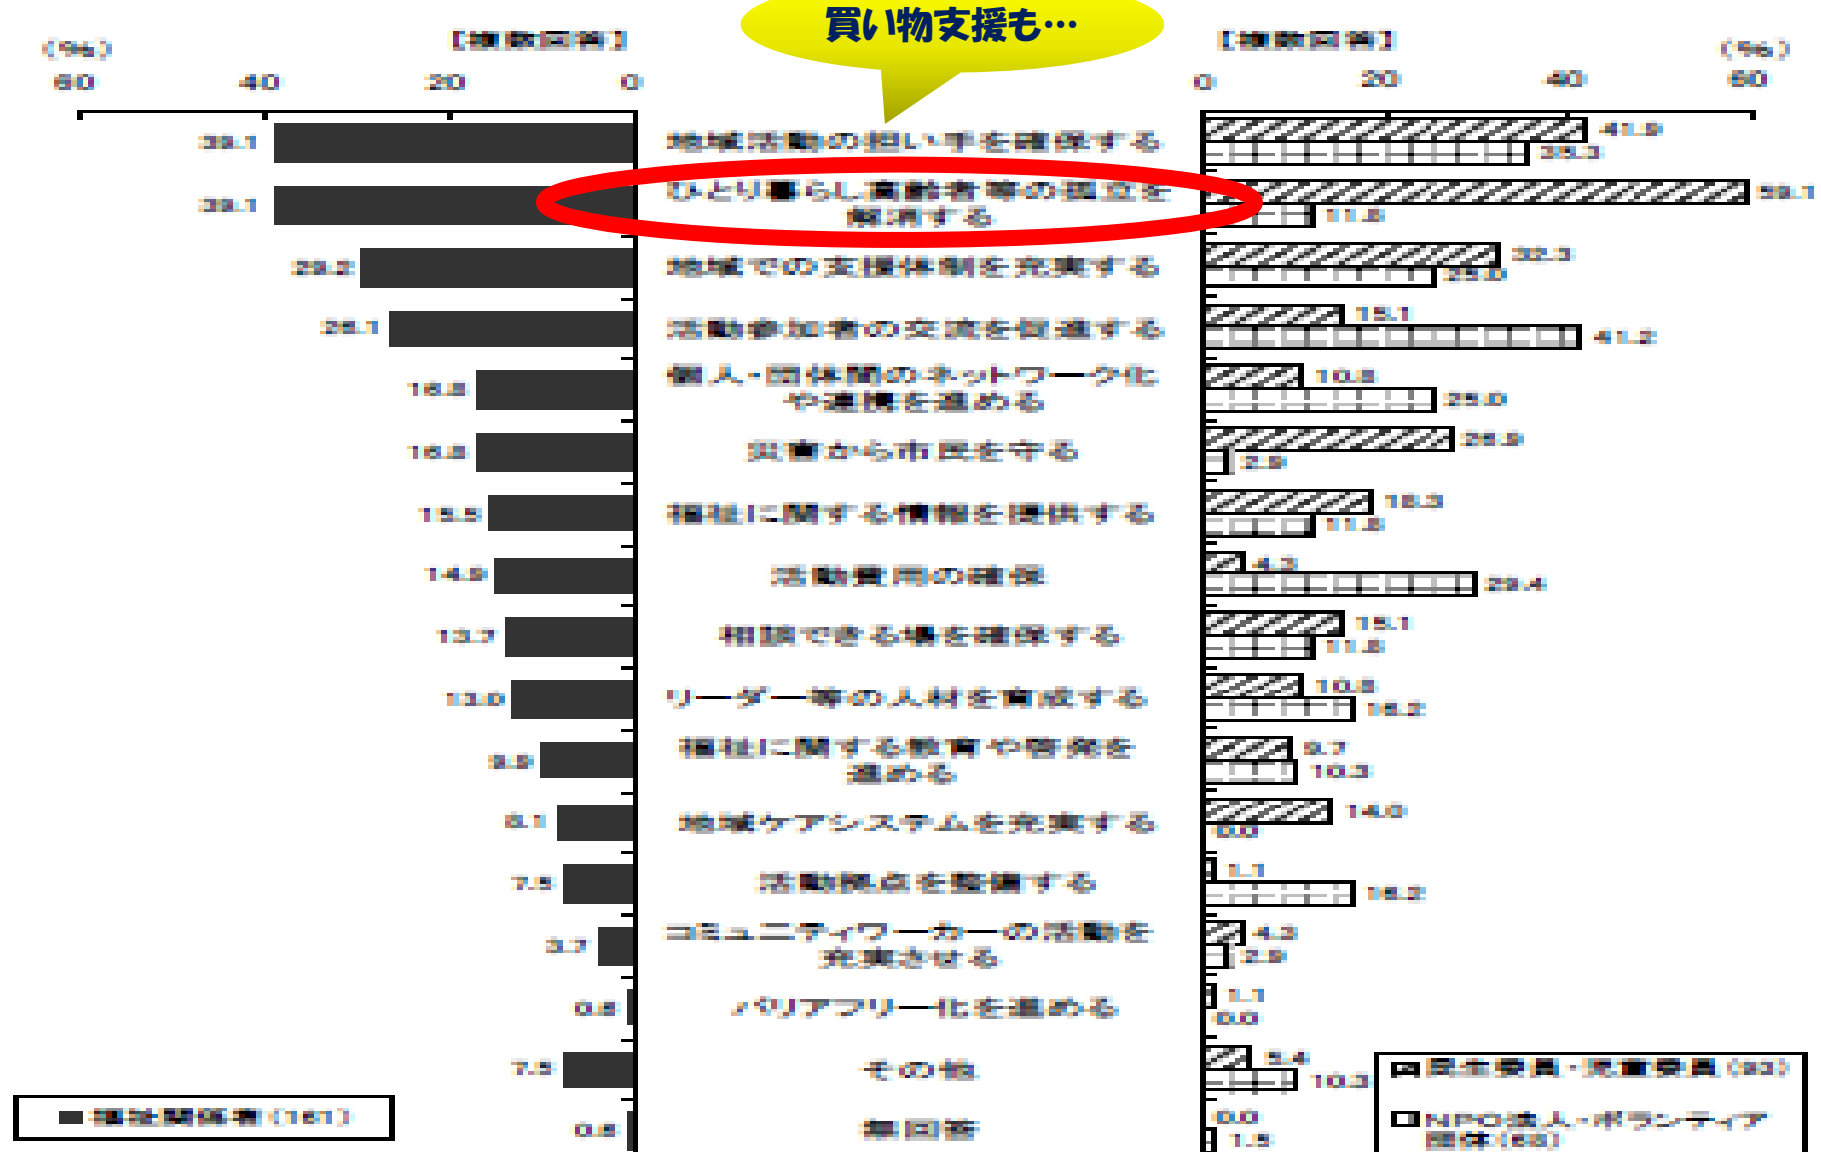 買い物支援も…
(%)
【複数回答】
【複数回答】
(%)
60
40
20
0
0
20
40
60
39.1
地域活動の担い手を確保する
41.9
35.3
39.1
ひとり暮らし高齢者等の孤立を
解消する
59.1
11.8
29.2
地域での支援体制を充実する
32.3
25.0
26.1
活動参加者の交流を促進する
15.1
41.2
16.8
個人・団体間のネットワーク化
や連携を進める
10.8
25.0
16.8
災害から市民を守る
26.9
2.9
15.5
福祉に関する情報を提供する
18.3
11.8
14.9
活動費用の確保
4.3
29.4
13.7
相談できる場を確保する
15.1
11.8
13.0
リーダー等の人材を育成する
10.8
16.2
9.9
福祉に関する教育や啓発を
進める
9.7
10.3
8.1
地域ケアシステムを充実する
14.0
0.0
7.5
活動拠点を整備する
1.1
16.2
3.7
コミュニティワーカーの活動を
充実させる
4.3
2.9
0.6
バリアフリー化を進める
1.1
0.0
7.5
その他
5.4
10.3
0.6
無回答
0.0
1.5
福祉関係者(161)
民生委員・児童委員(93)
NPO法人・ボランティア
団体(68)